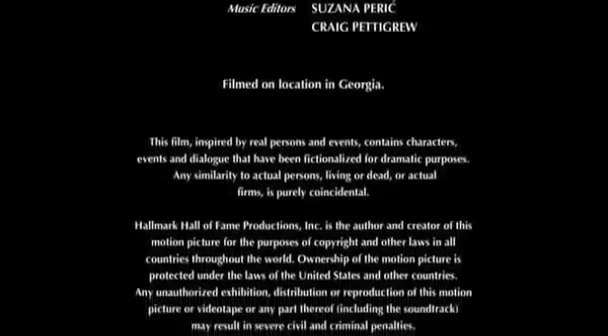 Music Editors SUZANA PERIĆ
CRAIG PETTIGREW
Filmed on location in Georgia.
This film, inspired by real persons and events, contains characters,
events and dialogue that have been fictionalized for dramatic purposes.
Any similarity to actual persons, living or dead, or actual
firms, is purely coincidental.
Hallmark Hall of Fame Productions, Inc. is the author and creator of this
motion picture for the purposes of copyright and other laws in all
countries throughout the world. Ownership of the motion picture is
protected under the laws of the United States and other countries.
Any unauthorized exhibition, distribution or reproduction of this motion
picture or videotape or any part thereof (including the soundtrack)
may result in severe civil and criminal penalties.